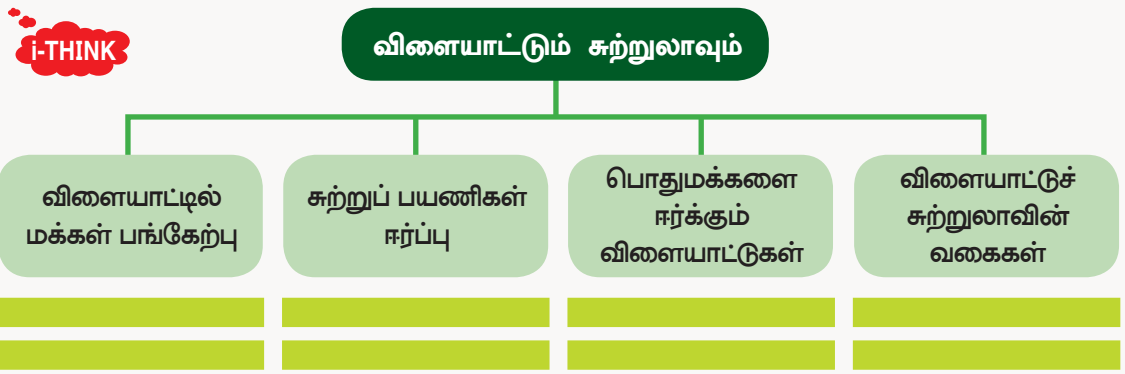 i-THINK
விளையாட்டும் சுற்றுலாவும்
விளையாட்டில்
மக்கள் பங்கேற்பு
சுற்றுப் பயணிகள்
ஈர்ப்பு
பொதுமக்களை
ஈர்க்கும்
விளையாட்டுகள்
விளையாட்டுச்
சுற்றுலாவின்
வகைகள்